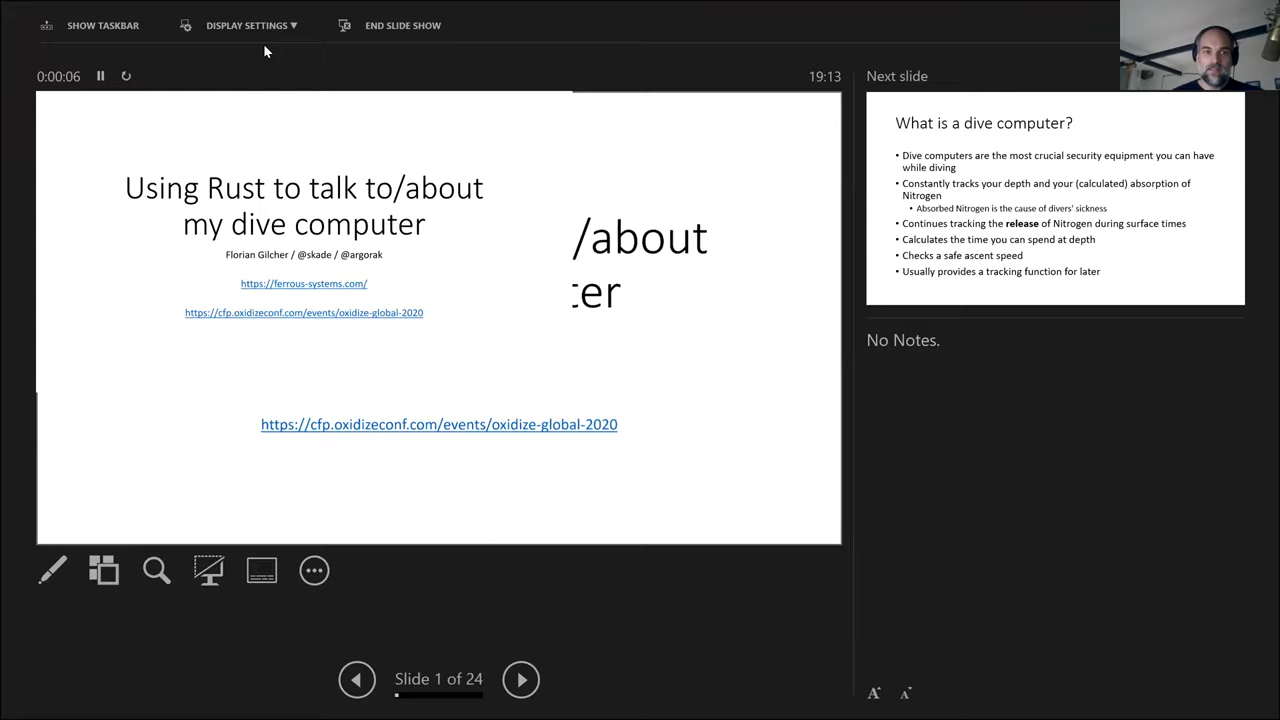 SHOW TASKBAR
DISPLAY SETTINGS ▼
END SLIDE SHOW
0:00:06
19:13
Using Rust to talk to/about
my dive computer
Florian Gilcher / @skade / @argorak
https://ferrous-systems.com/
https://cfp.oxidizeconf.com/events/oxidize-global-2020
/about
ter
https://cfp.oxidizeconf.com/events/oxidize-global-2020
Slide 1 of 24
Next slide
What is a dive computer?
• Dive computers are the most crucial security equipment you can have
while diving
• Constantly tracks your depth and your (calculated) absorption of
Nitrogen
• Absorbed Nitrogen is the cause of divers' sickness
• Continues tracking the release of Nitrogen during surface times
• Calculates the time you can spend at depth
• Checks a safe ascent speed
• Usually provides a tracking function for later
No Notes.
A A